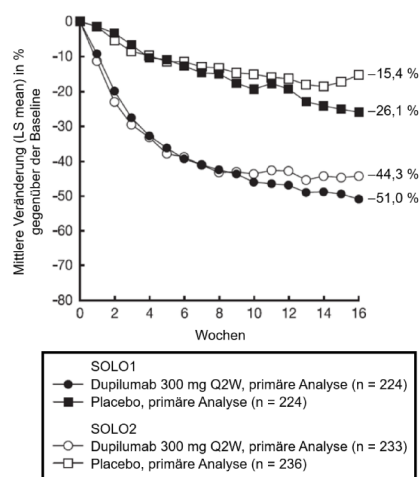 Mittlere Veränderung (LS mean) in %
gegenüber der Baseline
0
-10
-20
-30
-40
-50
-60
-70
-80
–15,4 %
–26,1 %
–44,3 %
–51,0 %
0 2 4 6 8 10 12 14 16
Wochen
SOLO1
Dupilumab 300 mg Q2W, primäre Analyse (n = 224)
Placebo, primäre Analyse (n = 224)
SOLO2
Dupilumab 300 mg Q2W, primäre Analyse (n = 233)
Placebo, primäre Analyse (n = 236)